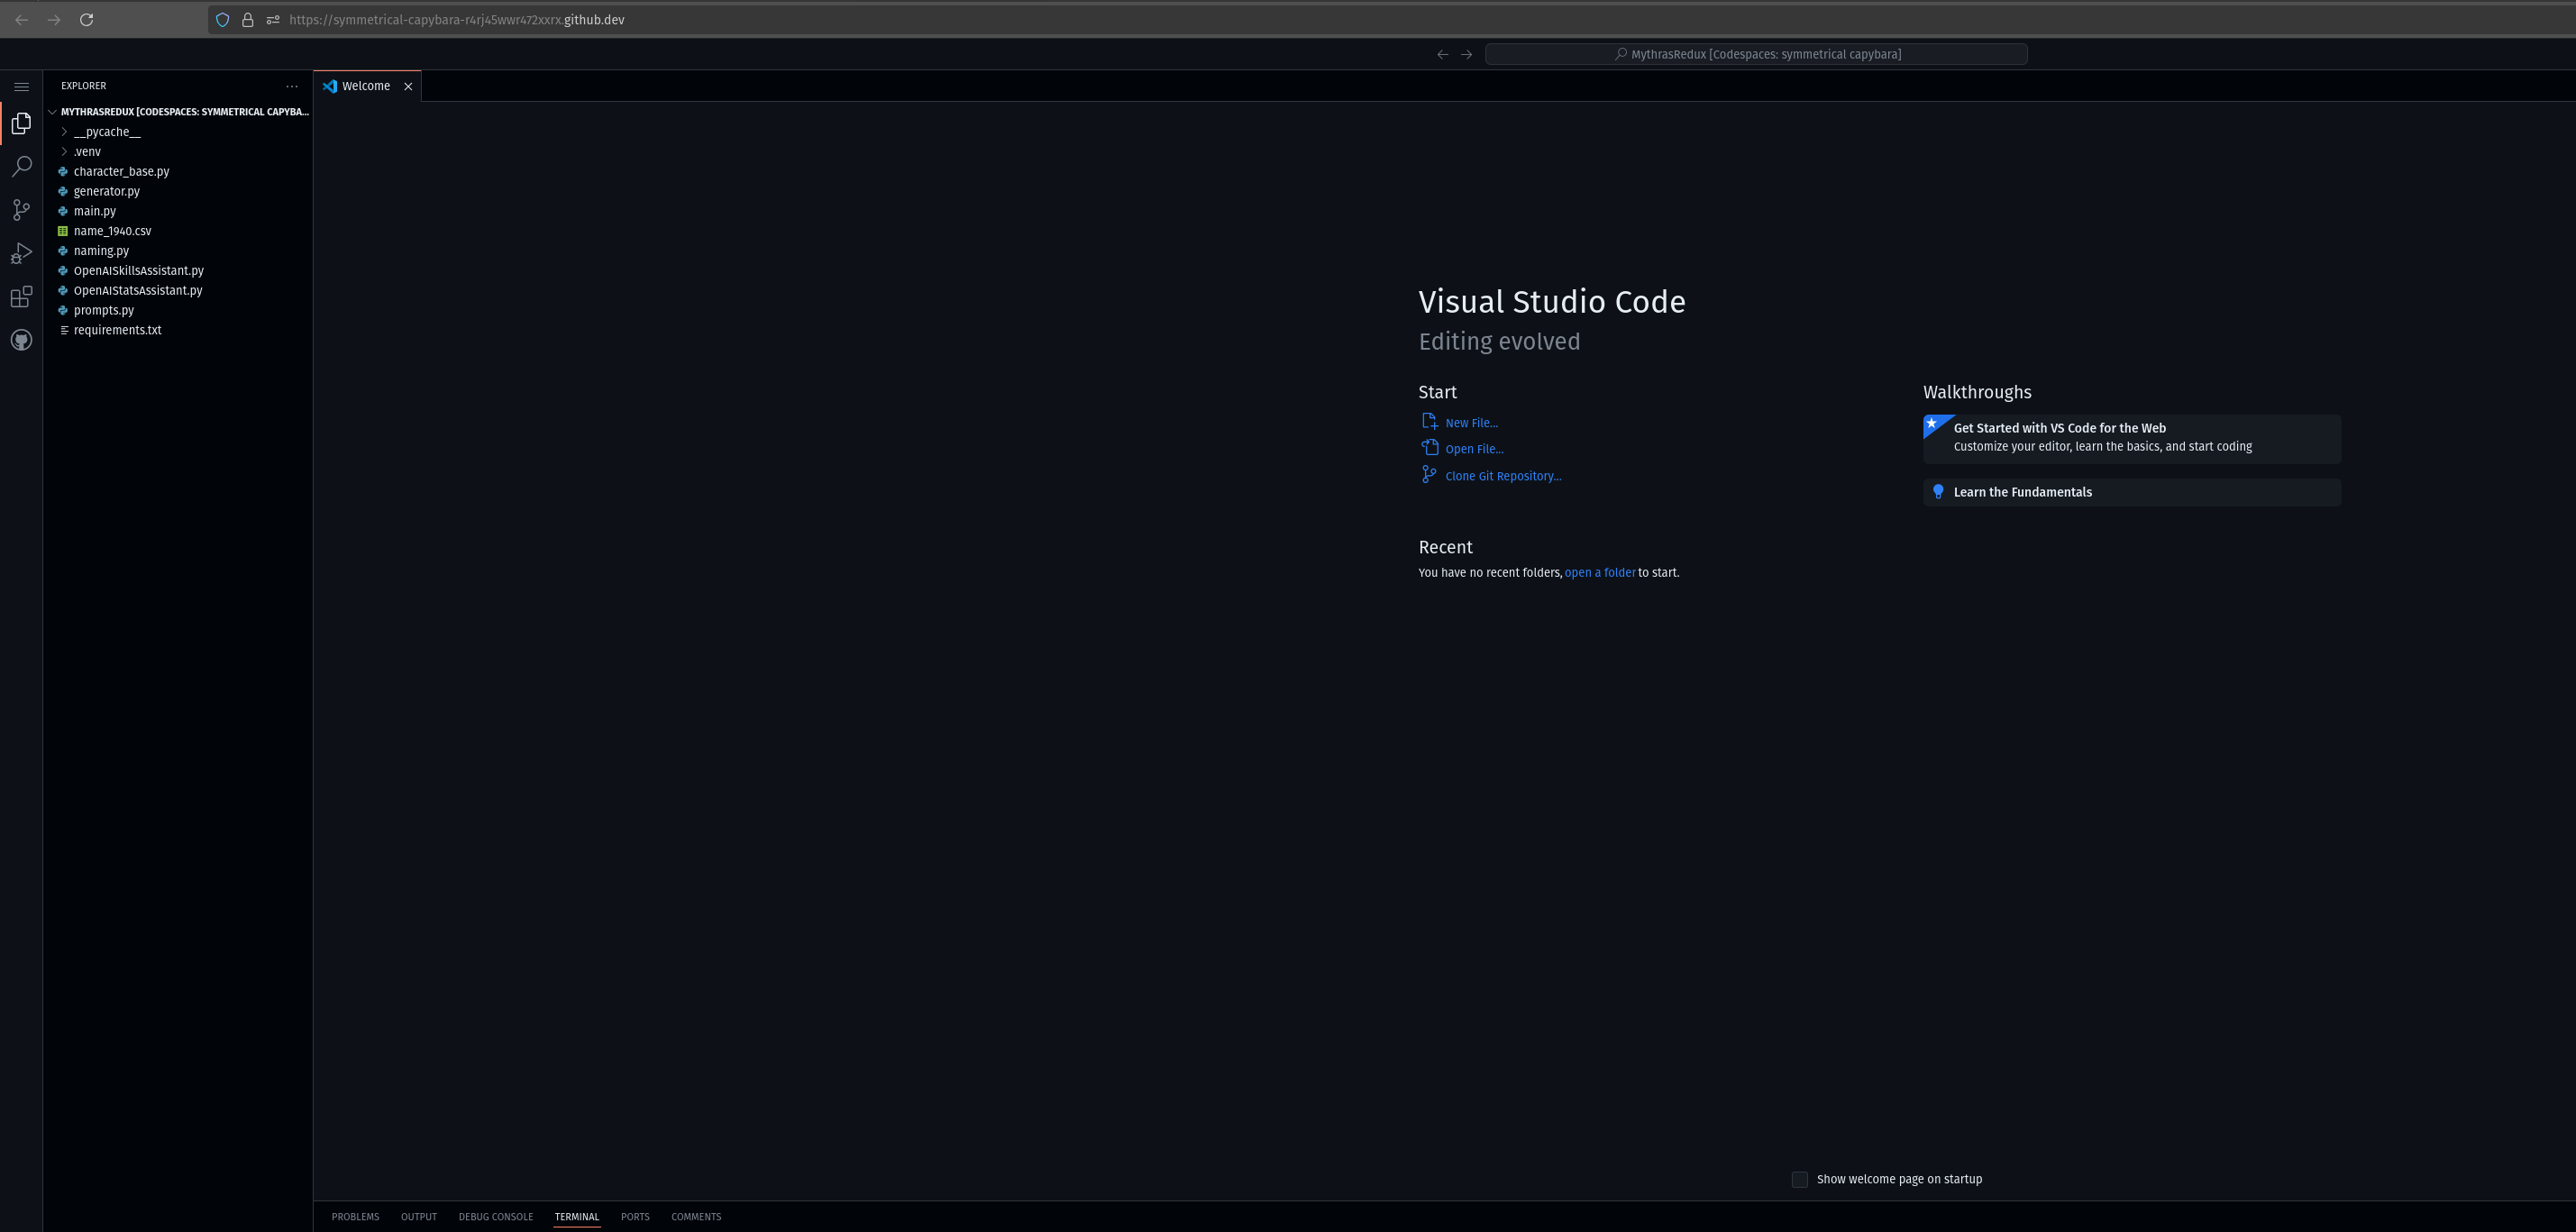 https://symmetrical-capybara-r4rj45wwr472xxrx.github.dev
MythrasRedux [Codespaces: symmetrical capybara]
EXPLORER
Welcome
MYTHRASREDUX [CODESPACES: SYMMETRICAL CAPYBA...
__pycache__
.venv
character_base.py
generator.py
main.py
name_1940.csv
naming.py
OpenAISkillsAssistant.py
OpenAIStatsAssistant.py
prompts.py
requirements.txt
Visual Studio Code
Editing evolved
Start
New File...
Open File...
Clone Git Repository...
Recent
You have no recent folders, open a folder to start.
Walkthroughs
Get Started with VS Code for the Web
Customize your editor, learn the basics, and start coding
Learn the Fundamentals
Show welcome page on startup
PROBLEMS OUTPUT DEBUG CONSOLE TERMINAL PORTS COMMENTS